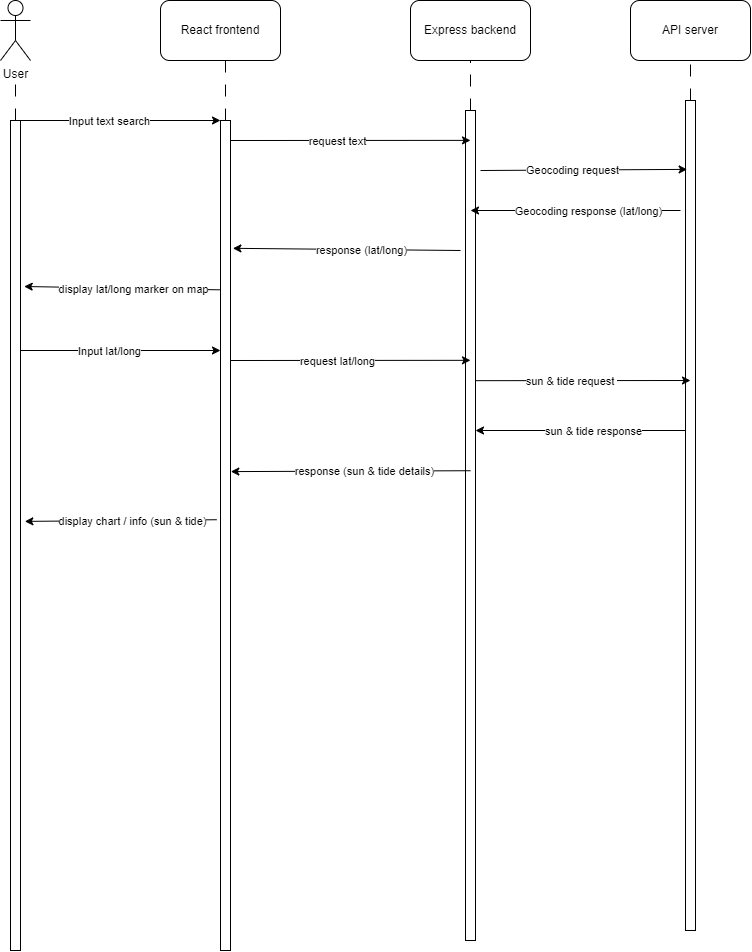 User
React frontend
Express backend
API server
Input text search
request text
Geocoding request
Geocoding response (lat/long)
response (lat/long)
display lat/long marker on map
Input lat/long
request lat/long
sun & tide request
sun & tide response
response (sun & tide details)
display chart / info (sun & tide)